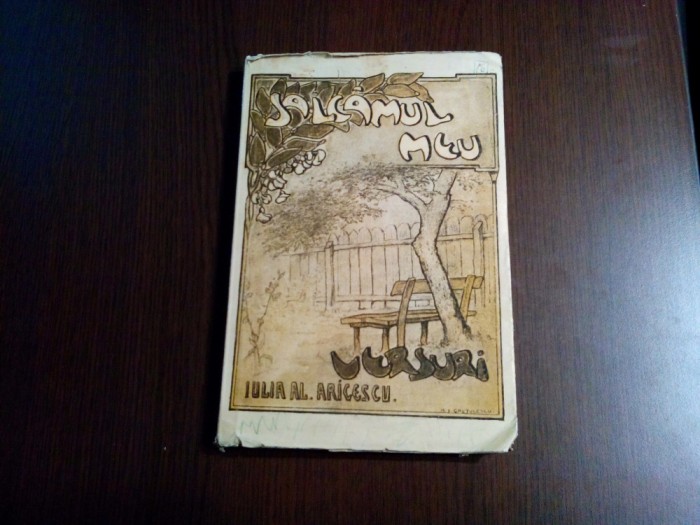 SALCÂMUL
MEU
VERSURI
IULIA AL. ARICESCU.